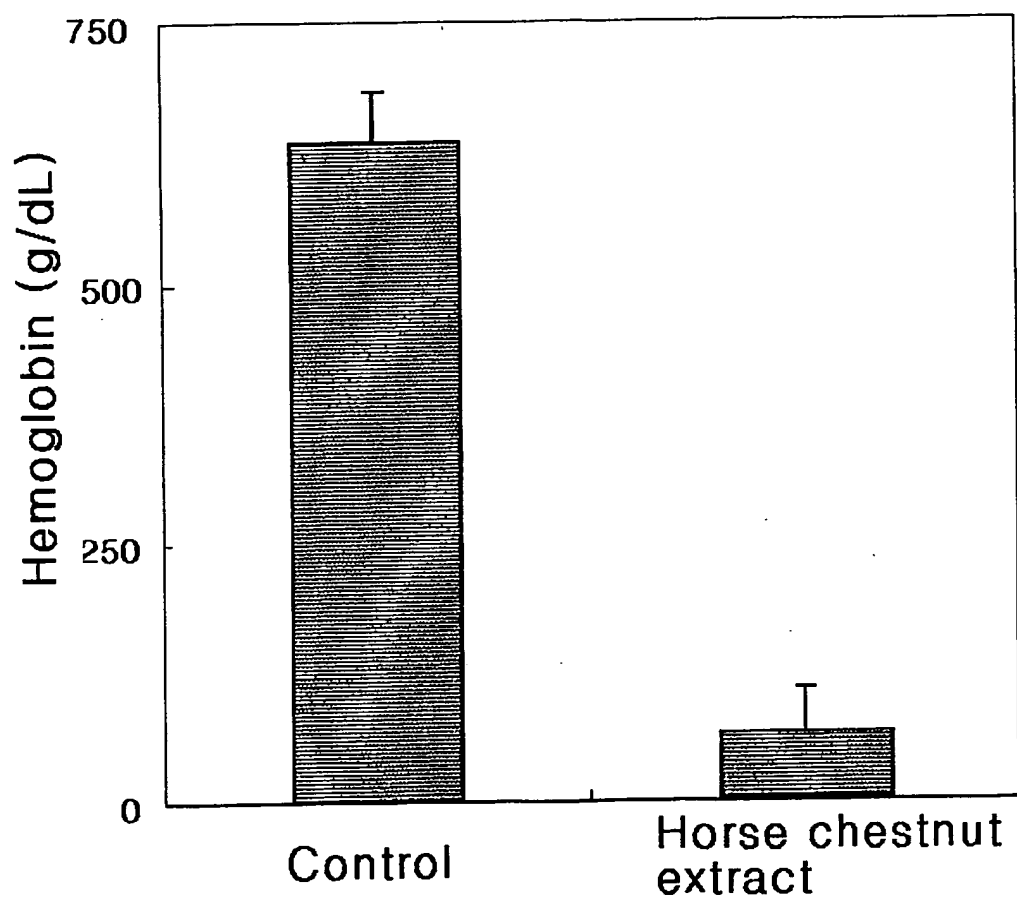 750
500
250
0
Hemoglobin (g/dL)
Control
Horse chestnut
extract